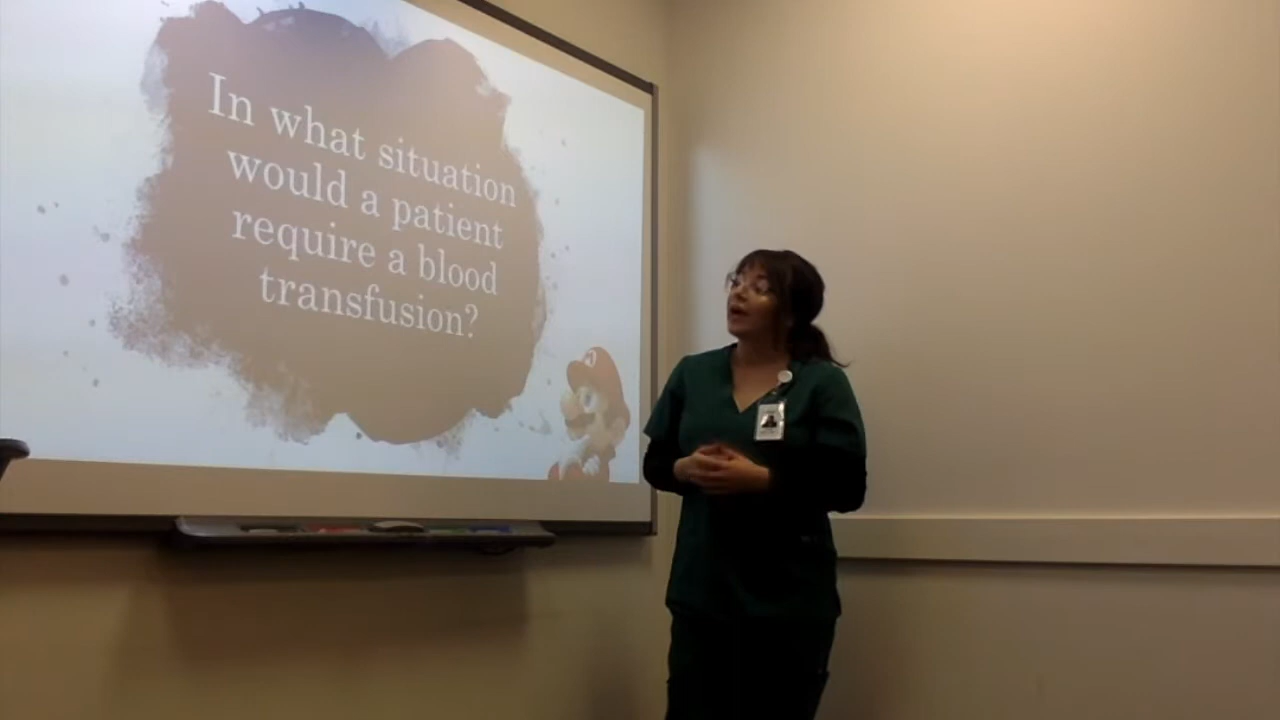 In what situation
would a patient
require a blood
transfusion?
M